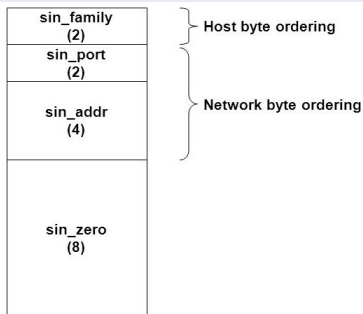 sin_family
(2)
Host byte ordering
sin_port
(2)
sin_addr
(4)
Network byte ordering
sin_zero
(8)